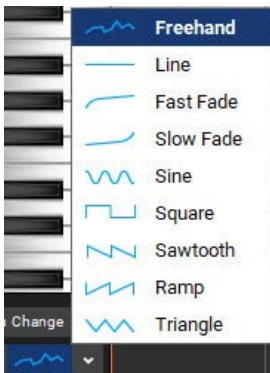 Freehand
Line
Fast Fade
Slow Fade
Sine
Square
Sawtooth
Ramp
Change
Triangle